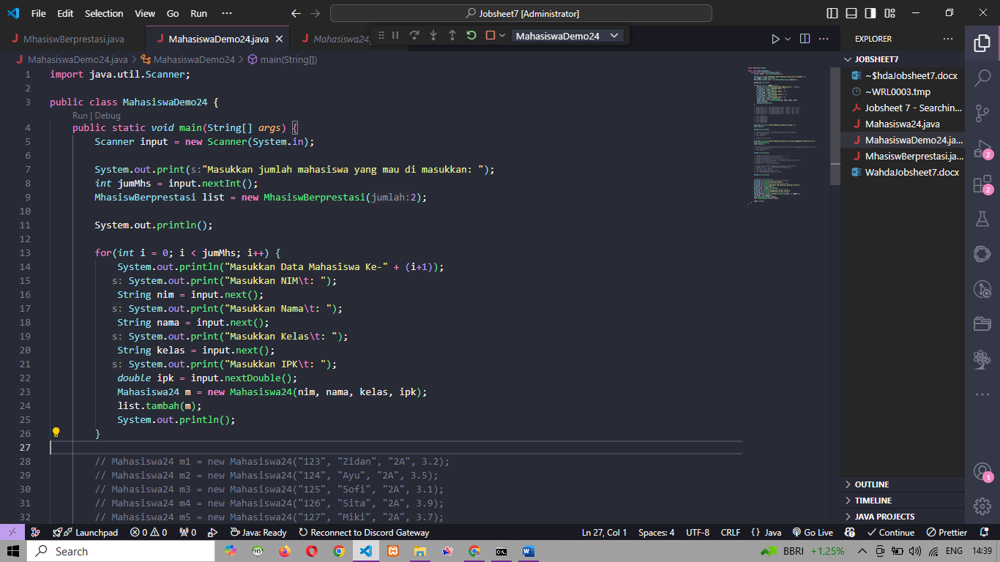 File Edit Selection View Go Run ··· Jobsheet7 [Administrator]
MhasiswBerprestasi.java MahasiswaDemo24.java Mahasiswa24. MahasiswaDemo24 EXPLORER
MahasiswaDemo24.java > MahasiswaDemo24 > main(String[]) JOBSHEET7
1 import java.util.Scanner;
2
3 public class MahasiswaDemo24 {
Run | Debug
4 public static void main(String[] args) {
5 Scanner input = new Scanner(System.in);
6
7 System.out.print(s:"Masukkan jumlah mahasiswa yang mau di masukkan: ");
8 int jumMhs = input.nextInt();
9 MhasiswBerprestasi list = new MhasiswBerprestasi(jumlah:2);
10
11 System.out.println();
12
13 for(int i = 0; i < jumMhs; i++) {
14 System.out.println("Masukkan Data Mahasiswa Ke-" + (i+1));
15 s: System.out.print("Masukkan NIM\t: ");
16 String nim = input.next();
17 s: System.out.print("Masukkan Nama\t: ");
18 String nama = input.next();
19 s: System.out.print("Masukkan Kelas\t: ");
20 String kelas = input.next();
21 s: System.out.print("Masukkan IPK\t: ");
22 double ipk = input.nextDouble();
23 Mahasiswa24 m = new Mahasiswa24(nim, nama, kelas, ipk);
24 list.tambah(m);
25 System.out.println();
26 }
27
28 // Mahasiswa24 m1 = new Mahasiswa24("123", "Zidan", "2A", 3.2);
29 // Mahasiswa24 m2 = new Mahasiswa24("124", "Ayu", "2A", 3.5);
30 // Mahasiswa24 m3 = new Mahasiswa24("125", "Sofi", "2A", 3.1);
31 // Mahasiswa24 m4 = new Mahasiswa24("126", "Sita", "2A", 3.9);
32 // Mahasiswa24 m5 = new Mahasiswa24("127", "Miki", "2A", 3.7);
~$hdaJobsheet7.docx
~WRL0003.tmp
Jobsheet 7 - Searchin...
Mahasiswa24.java
MahasiswaDemo24.ja...
MhasiswBerprestasi.ja...
WahdaJobsheet7.docx
OUTLINE
TIMELINE
JAVA PROJECTS
2
2
1
Launchpad 0 0 0 Java: Ready Reconnect to Discord Gateway Ln 27, Col 1 Spaces: 4 UTF-8 CRLF {} Java Go Live Continue Prettier
Search BBRI +1,25% ENG 14:39